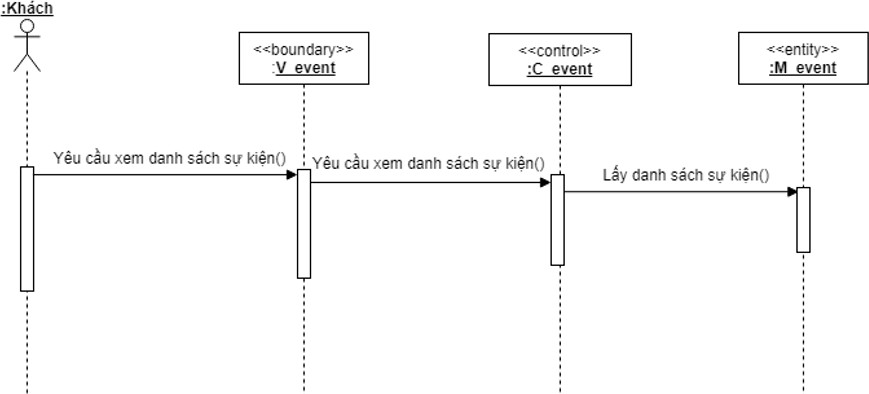 :Khách
<<boundary>>
:V_event
<<control>>
:C_event
<<entity>>
:M_event
Yêu cầu xem danh sách sự kiện()
Yêu cầu xem danh sách sự kiện()
Lấy danh sách sự kiện()